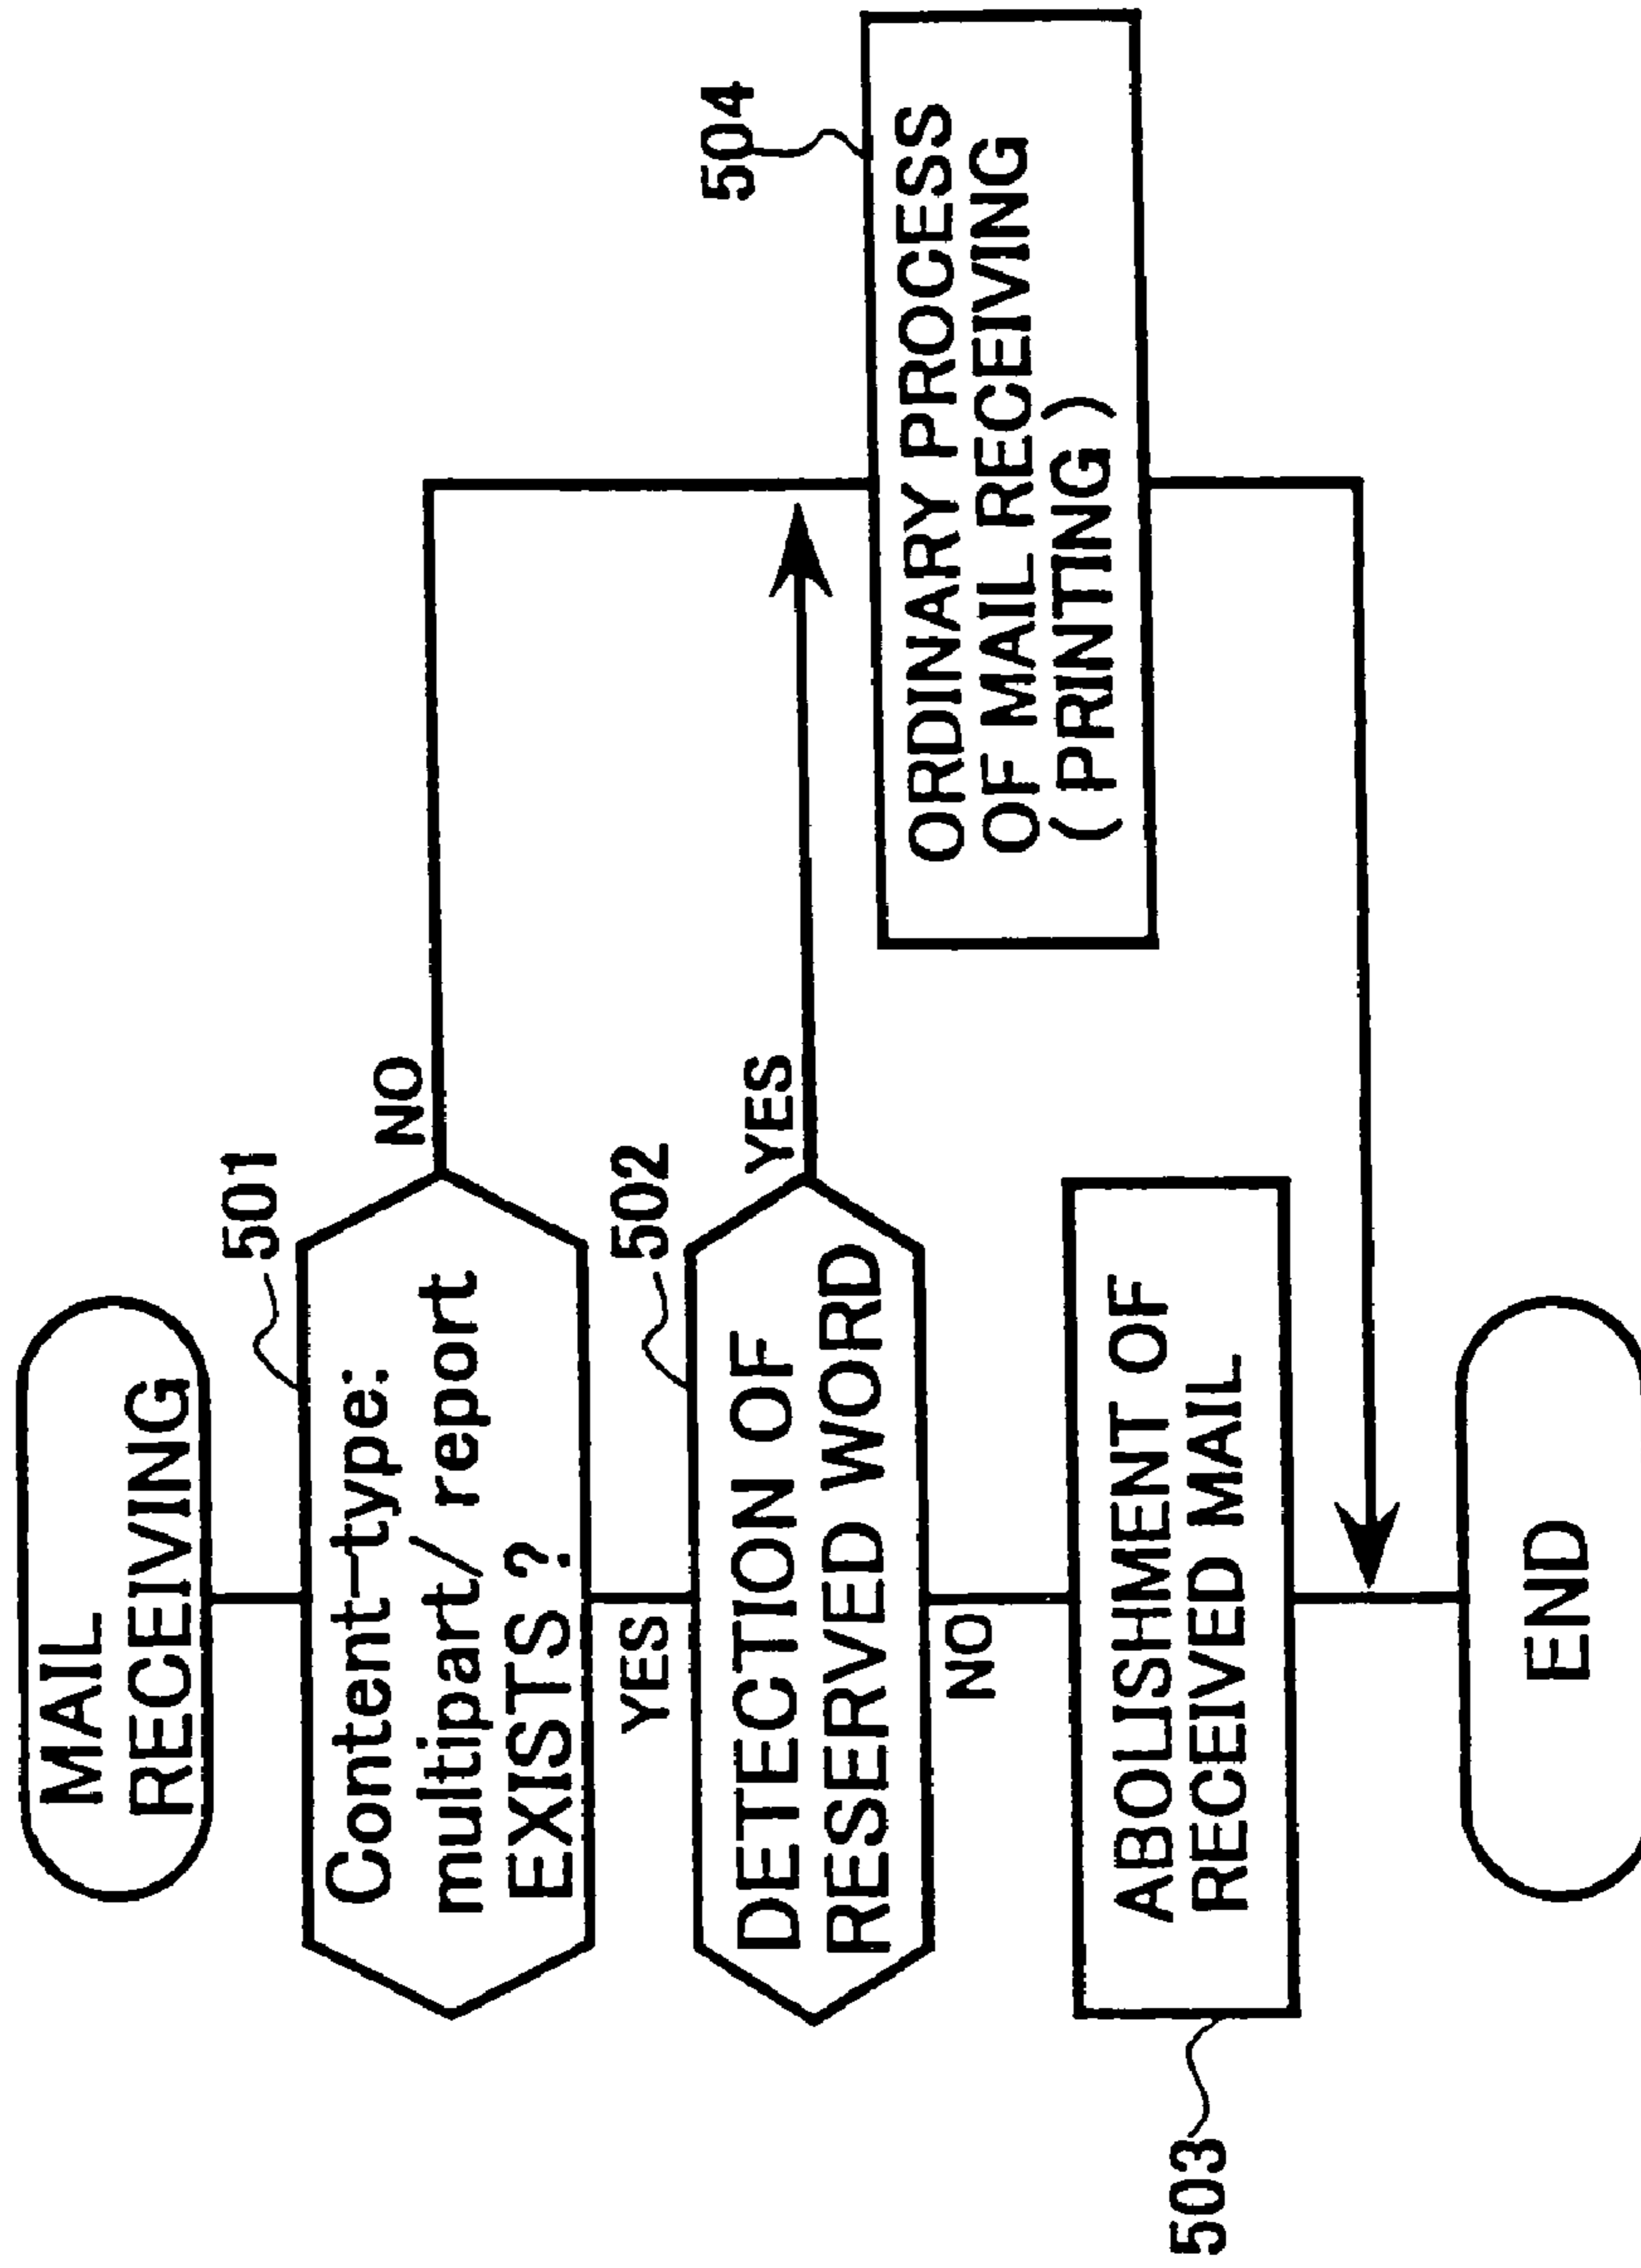 MAIL
RECEIVING
501
Content-type:
multipart/ report
EXISTS ?
NO
YES
502
DETECTION OF
RESERVED WORD
YES
NO
504
ORDINARY PROCESS
OF MAIL RECEIVING
( PRINTING )
503
ABOLISHMENT OF
RECEIVED MAIL
END